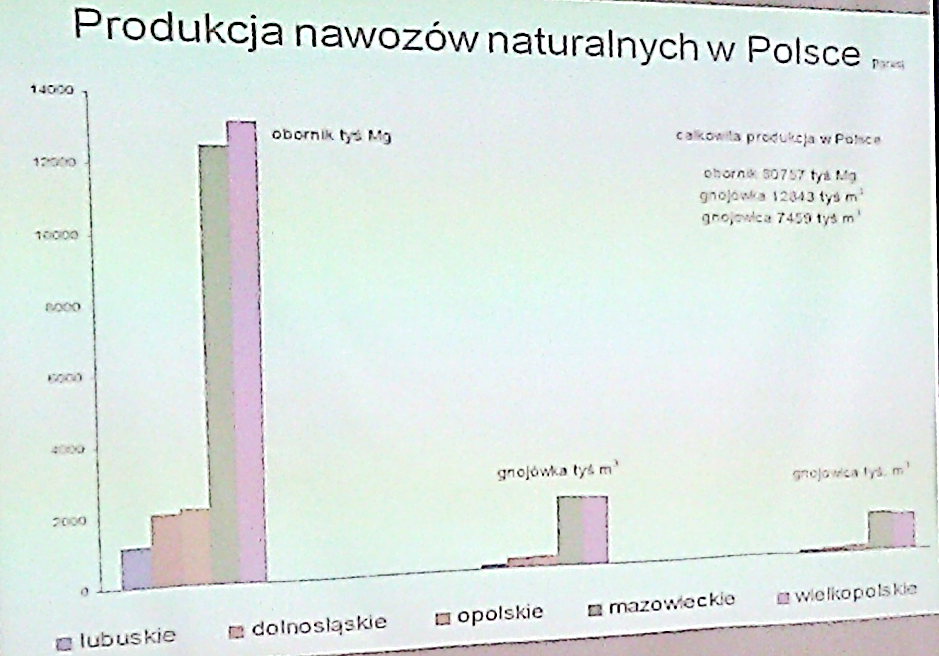 Produkcja nawozów naturalnych w Polsce
14000
12000
10000
8000
6000
4000
2000
0
obornik tyś Mg
całkowita produkcja w Polsce
obornik 80757 tyś Mg
gnojówka 12843 tyś m³
gnojowica 7459 tyś m³
gnojówka tyś m³
gnojowica tyś. m³
lubuskie
dolnośląskie
opolskie
mazowieckie
wielkopolskie